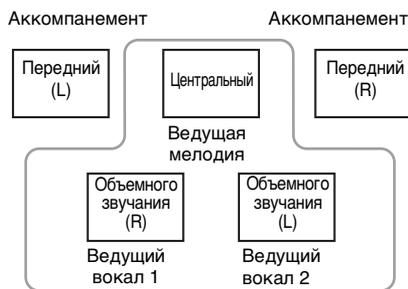 Аккомпанемент
Аккомпанемент
Передний
(L)
Центральный
Передний
(R)
Ведущая
мелодия
Объемного
звучания
(R)
Объемного
звучания
(L)
Ведущий
вокал 1
Ведущий
вокал 2